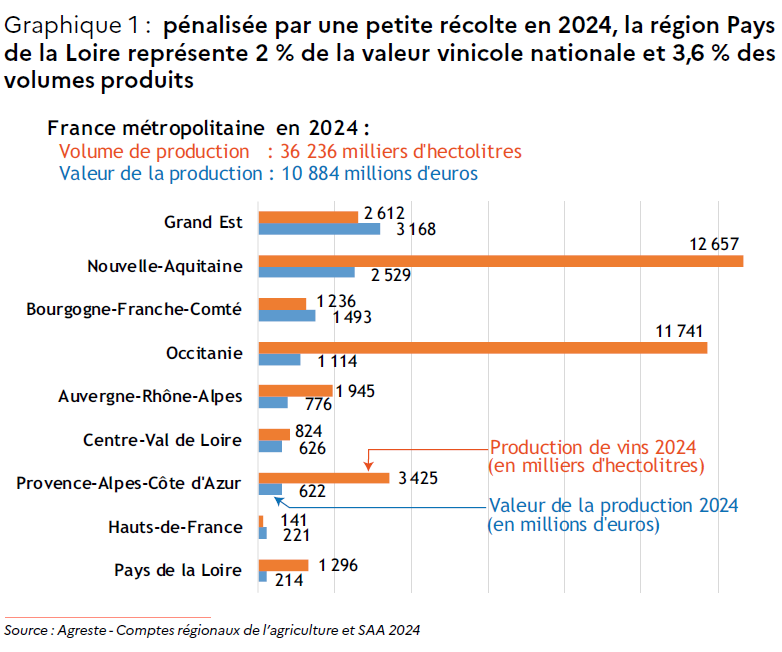 Graphique 1 : pénalisée par une petite récolte en 2024, la région Pays
de la Loire représente 2 % de la valeur vinicole nationale et 3,6 % des
volumes produits
France métropolitaine en 2024 :
Volume de production : 36 236 milliers d'hectolitres
Valeur de la production : 10 884 millions d'euros
Grand Est
2 612
3 168
Nouvelle-Aquitaine
12 657
2 529
Bourgogne-Franche-Comté
1 236
1 493
Occitanie
11 741
1 114
Auvergne-Rhône-Alpes
1 945
776
Centre-Val de Loire
824
626
Production de vins 2024
(en milliers d'hectolitres)
Provence-Alpes-Côte d'Azur
3 425
622
Valeur de la production 2024
(en millions d'euros)
Hauts-de-France
141
221
Pays de la Loire
1 296
214
Source : Agreste - Comptes régionaux de l'agriculture et SAA 2024